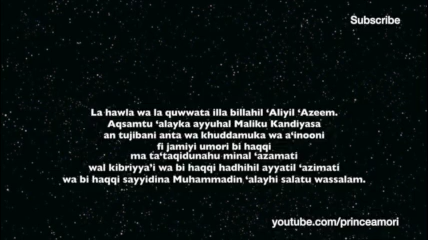 Subscribe
La hawla wa la quwwata illa billahil ‘Aliyil ‘Azeem.
Aqsamtu ‘alayka ayyuhal Maliku Kandiyasa
an tujibani anta wa khuddamuka wa a‘inooni
fi jamiyi umori bi haqqi
ma ta‘taqidunahu minal ‘azamati
wal kibriyya’i wa bi haqqi hadhihil ayyatil ‘azimati
wa bi haqqi sayyidina Muhammadin ‘alayhi salatu wassalam.
youtube.com/princeamori